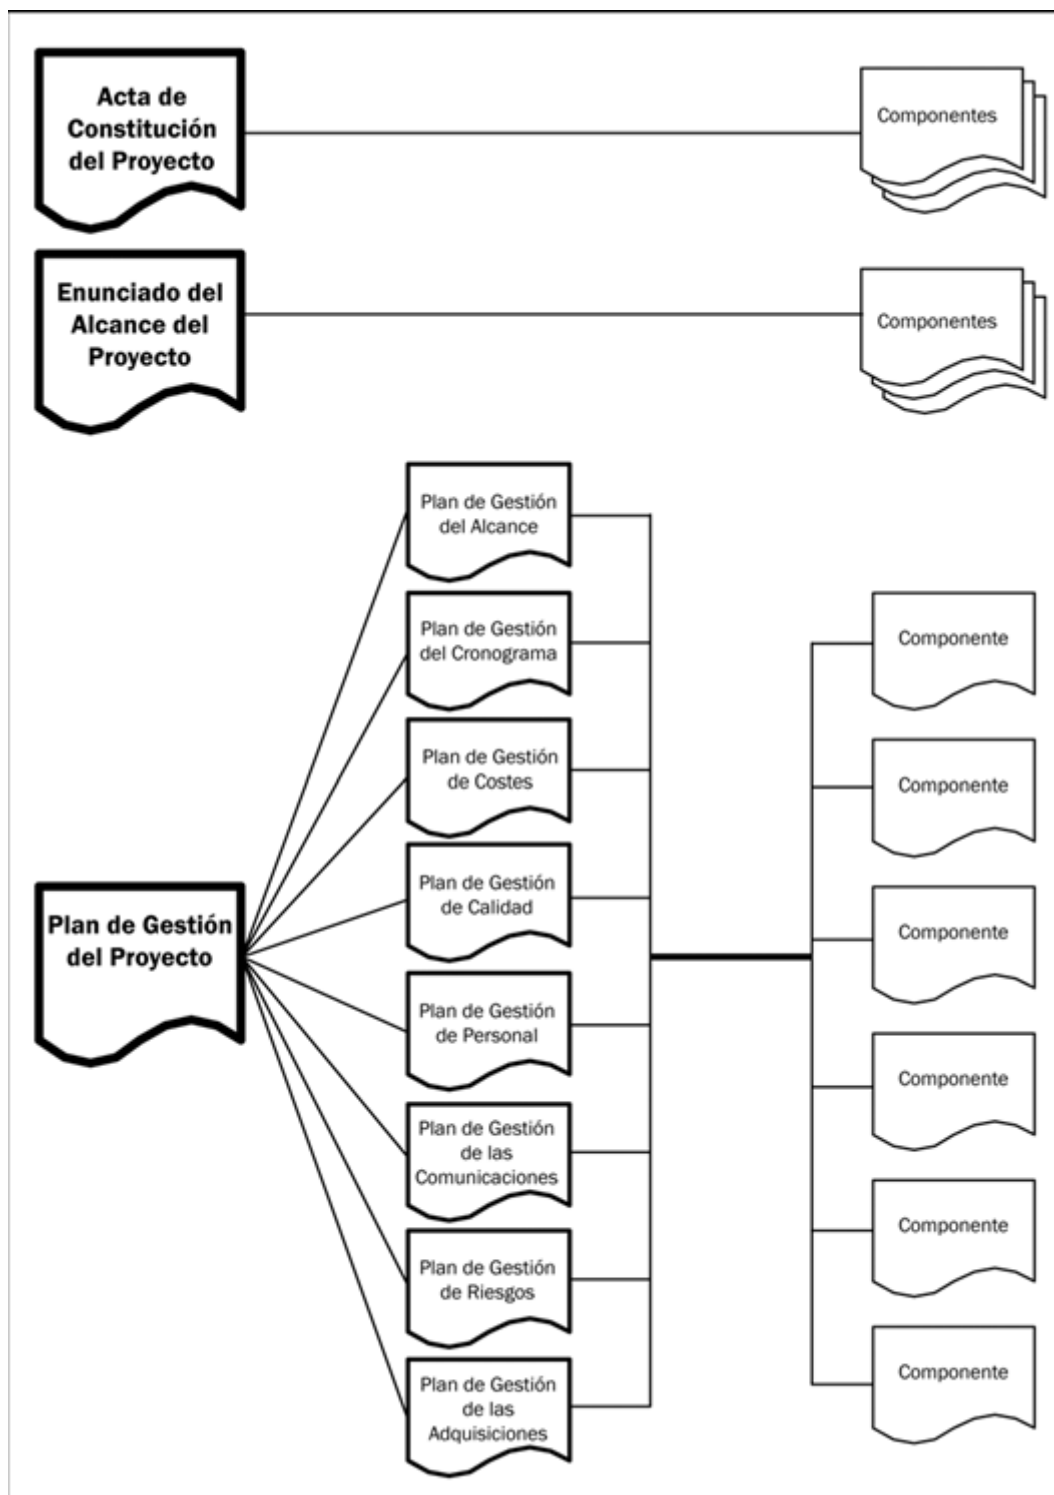 Acta de
Constitución
del Proyecto
Componentes
Enunciado del
Alcance del
Proyecto
Componentes
Plan de Gestión
del Proyecto
Plan de Gestión
del Alcance
Plan de Gestión
del Cronograma
Plan de Gestión
de Costes
Plan de Gestión
de Calidad
Plan de Gestión
de Personal
Plan de Gestión
de las
Comunicaciones
Plan de Gestión
de Riesgos
Plan de Gestión
de las
Adquisiciones
Componente
Componente
Componente
Componente
Componente
Componente